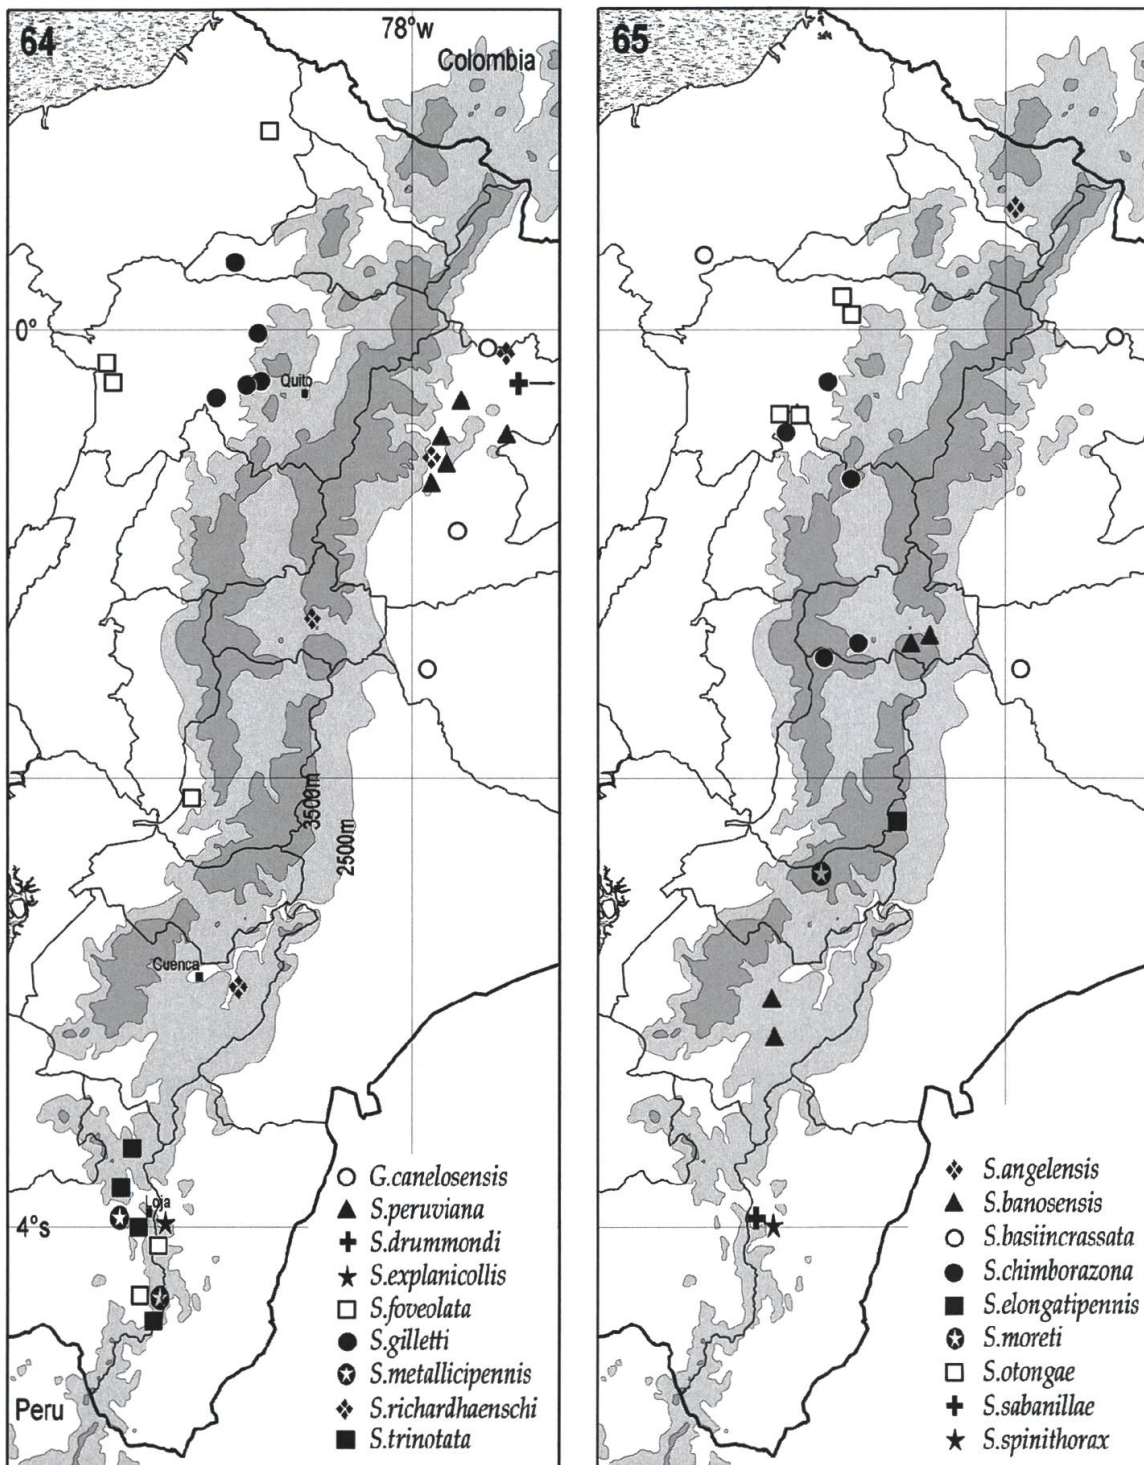 64
78°w
Colombia
0°
Quito
3500m
2500m
Cuenca
Loja
4°s
Peru
G.canelosensis
S.peruviana
S.drummondi
S.explanicollis
S.foveolata
S.gilletti
S.metallicipennis
S.richardhaenschi
S.trinotata
65
S.angelensis
S.banosensis
S.basiincrassata
S.chimborazona
S.elongatipennis
S.moreti
S.otongae
S.sabanillae
S.spinithorax